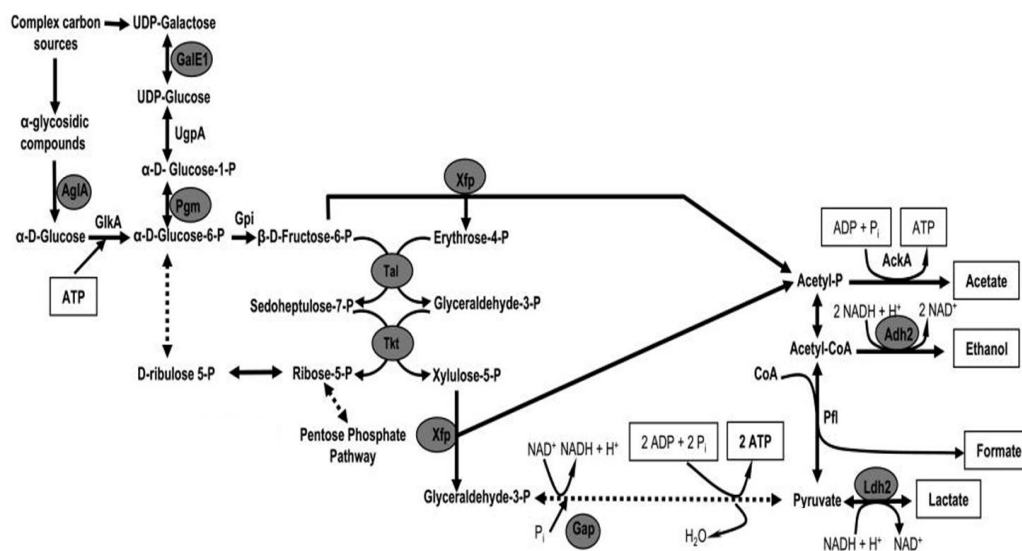 Complex carbon
sources
UDP-Galactose
GalE1
UDP-Glucose
α-glycosidic
compounds
UgpA
α-D- Glucose-1-P
AglA
Pgm
Xfp
GlkA
Gpi
α-D-Glucose
α-D-Glucose-6-P
β-D-Fructose-6-P
Erythrose-4-P
ADP + Pi
ATP
AckA
ATP
Tal
Acetyl-P
Acetate
Sedoheptulose-7-P
Glyceraldehyde-3-P
2 NADH + H+
2 NAD+
Adh2
Tkt
Acetyl-CoA
Ethanol
D-ribulose 5-P
Ribose-5-P
Xylulose-5-P
CoA
Pfl
Pentose Phosphate
Pathway
Xfp
NAD+ NADH + H+
2 ADP + 2 Pi
2 ATP
Formate
Ldh2
Glyceraldehyde-3-P
Pyruvate
Lactate
Pi
Gap
H2O
NADH + H+
NAD+